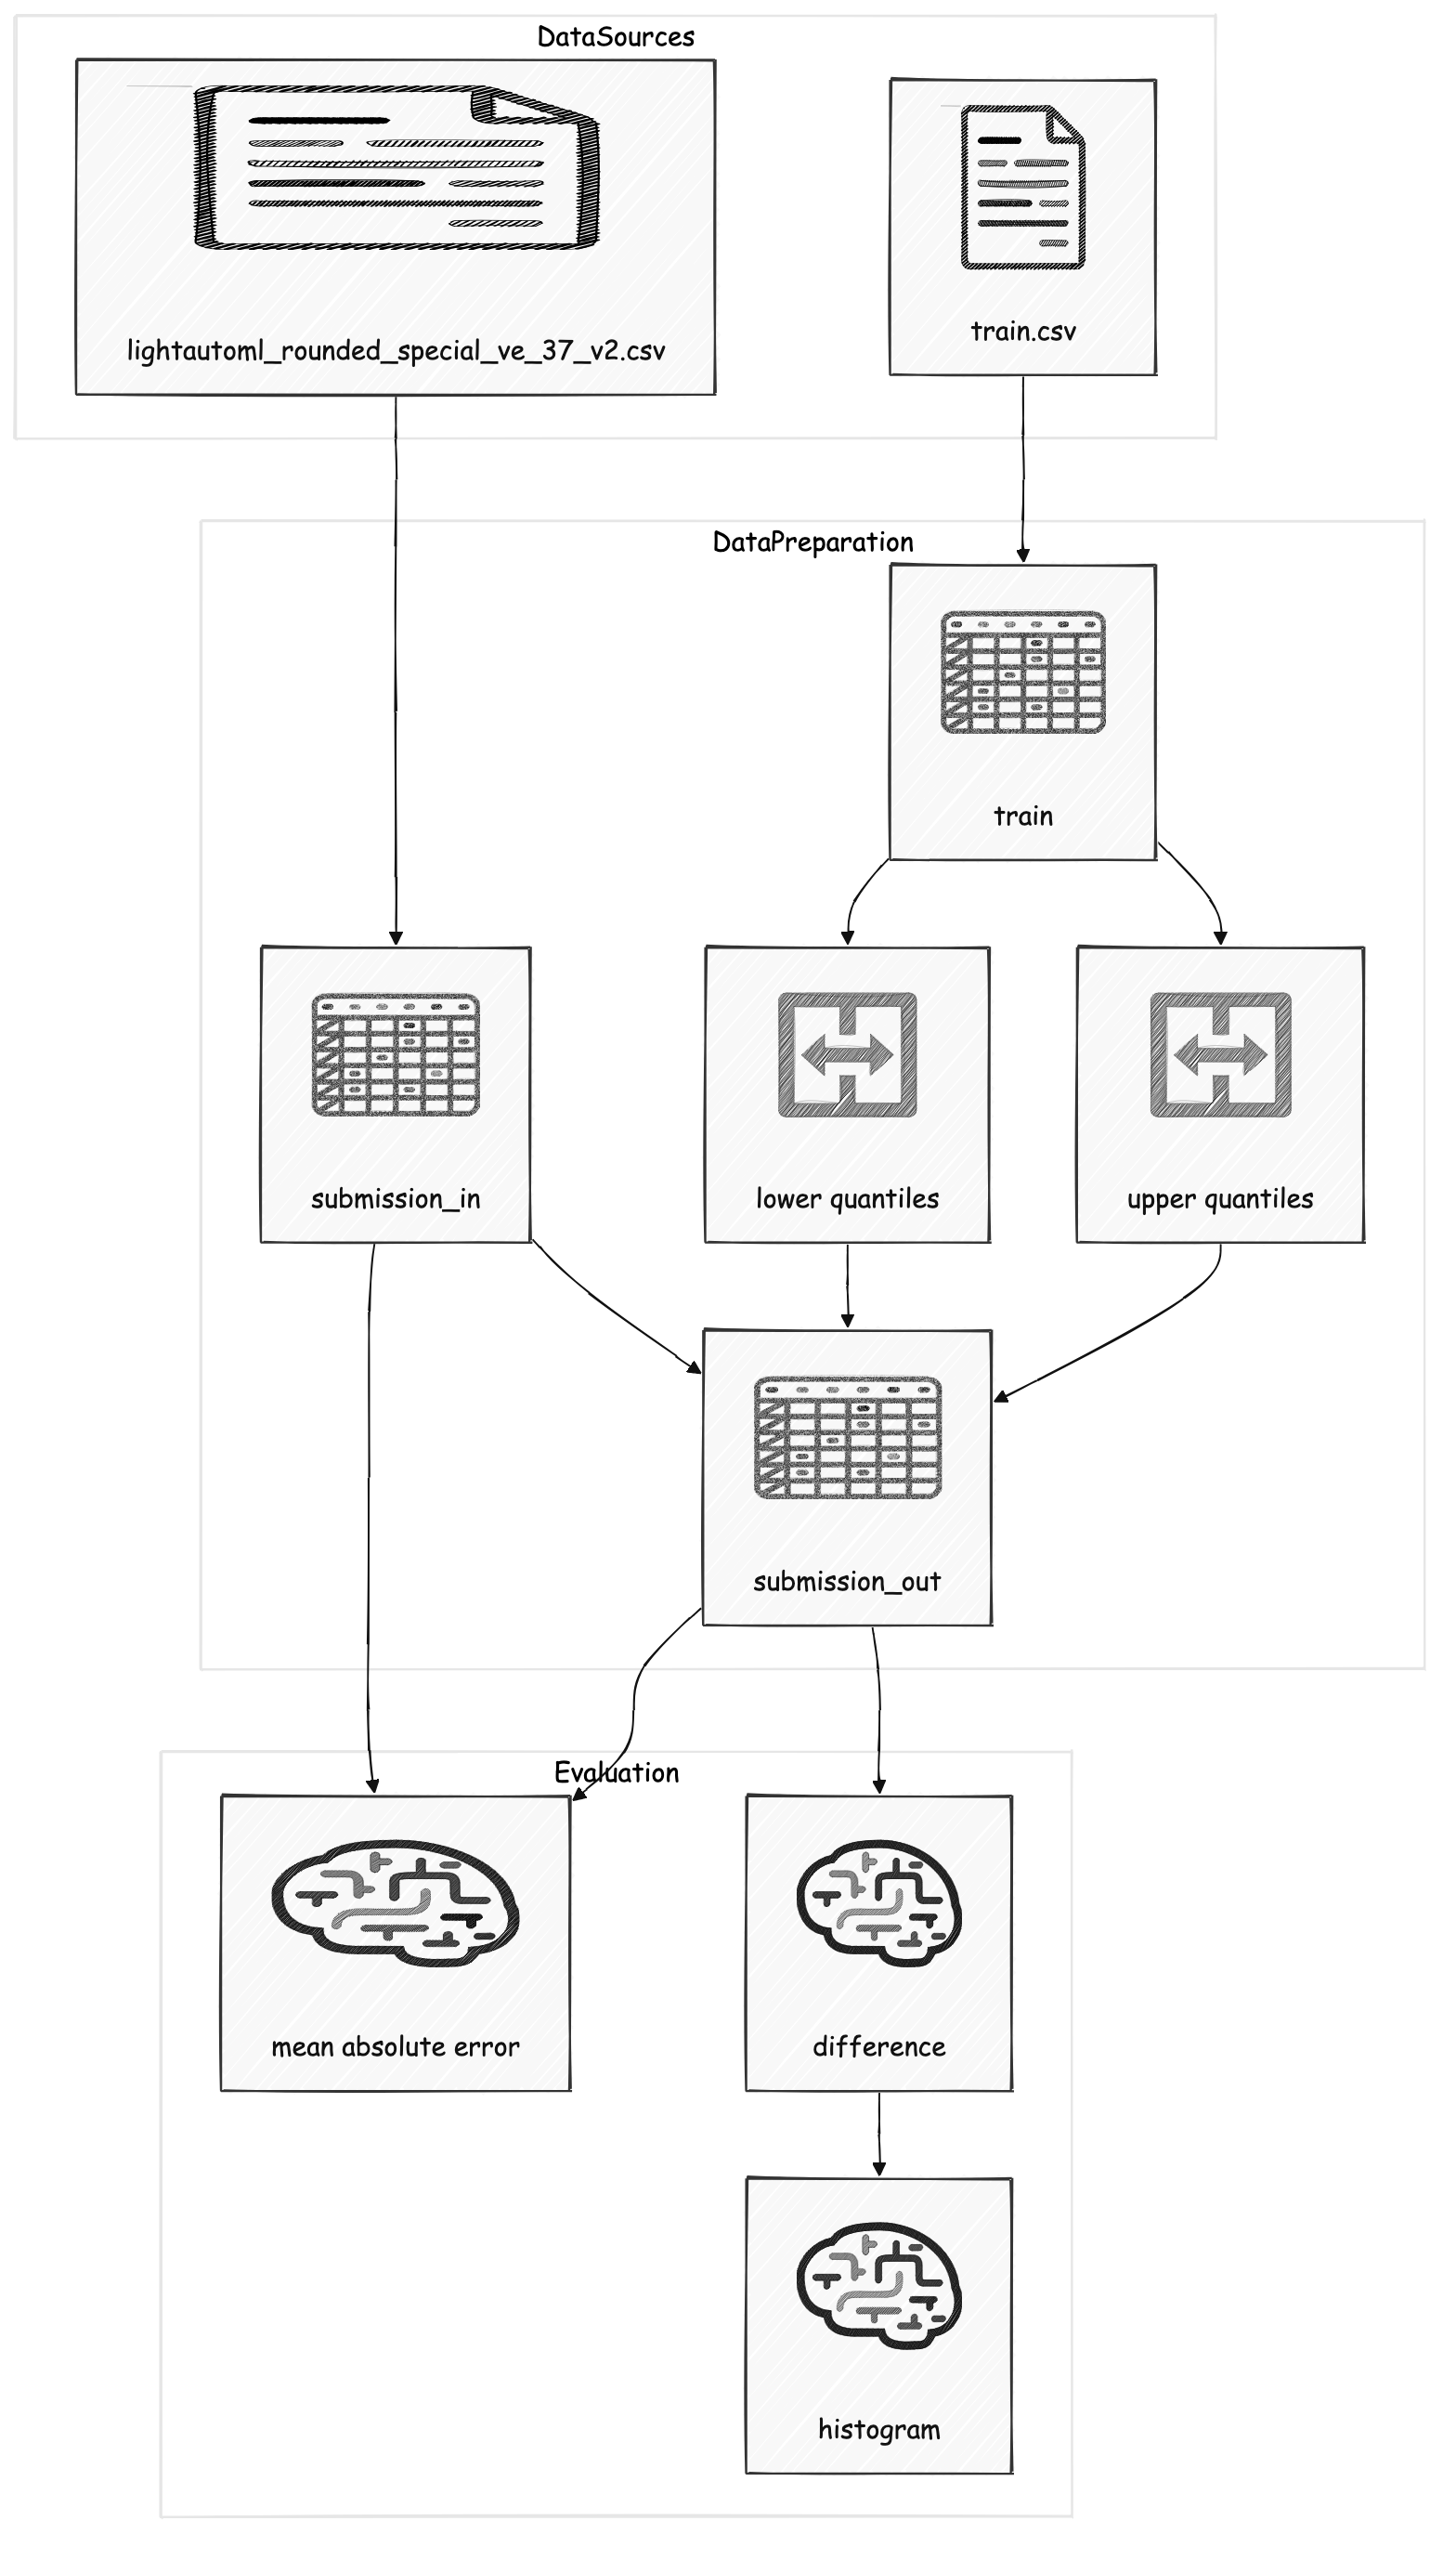 DataSources
lightautoml_rounded_special_ve_37_v2.csv
train.csv
DataPreparation
train
submission_in
lower quantiles
upper quantiles
submission_out
Evaluation
mean absolute error
difference
histogram